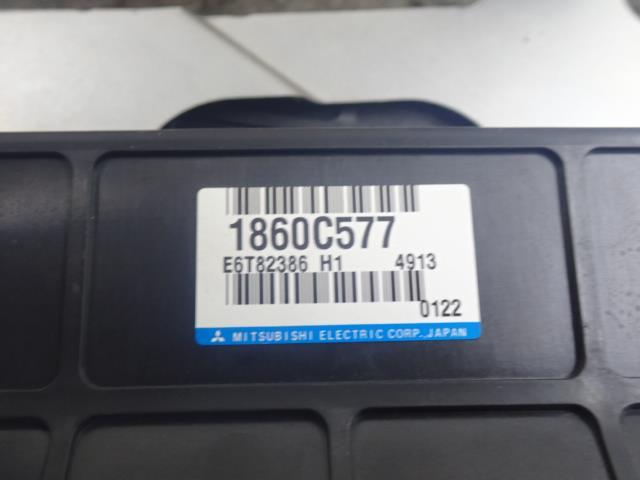 1860C577
E6T82386 H1 4913
0122
MITSUBISHI ELECTRIC CORP., JAPAN